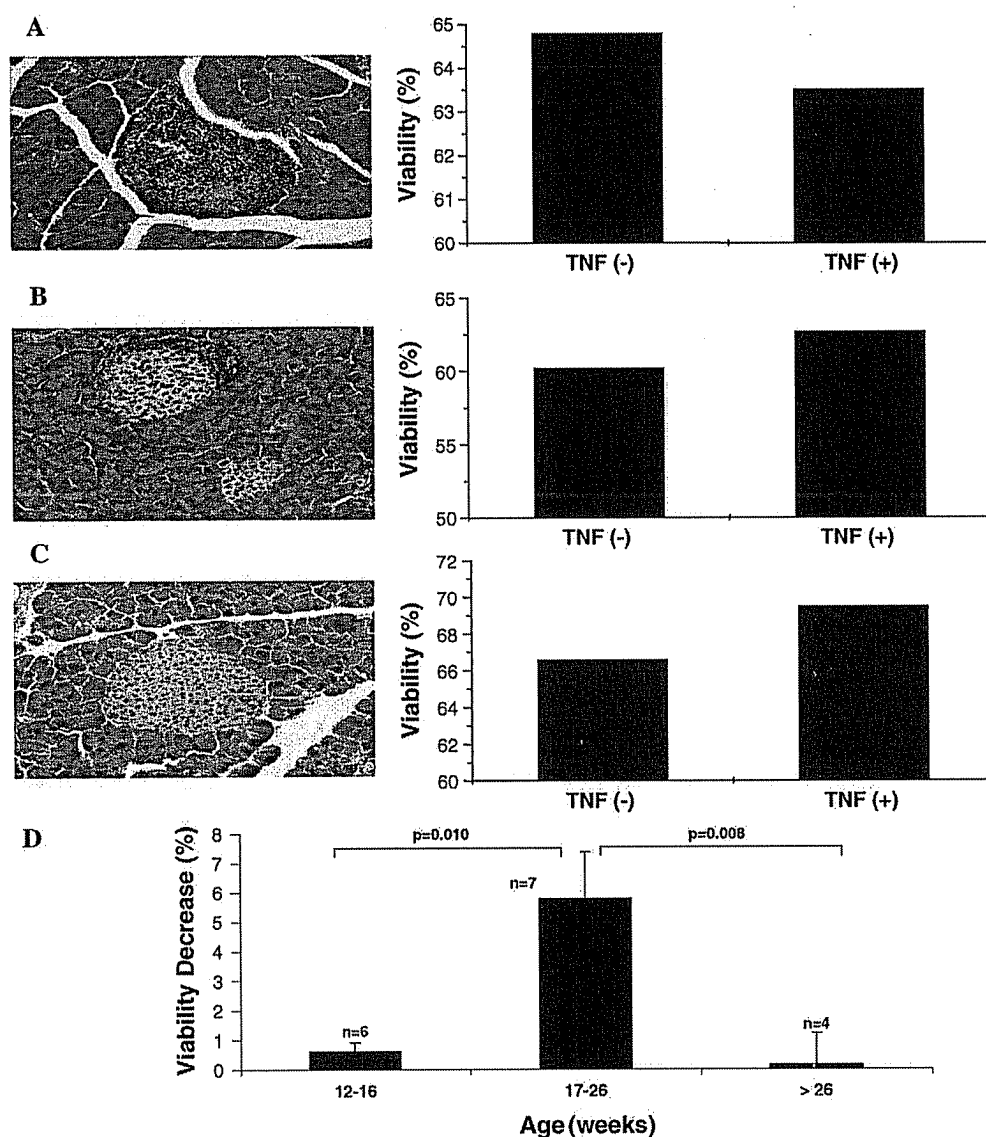 A
Viability (%)
65
64
63
62
61
60
TNF (-) TNF (+)
B
Viability (%)
65
60
55
50
TNF (-) TNF (+)
C
Viability (%)
72
70
68
66
64
62
60
TNF (-) TNF (+)
D
Viability Decrease (%)
8
7
6
5
4
3
2
1
0
p=0.010 p=0.008
n=7
n=6
n=4
12-16 17-26 > 26
Age (weeks)